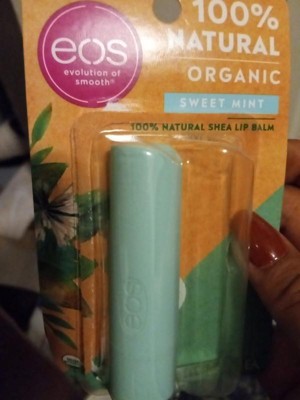 eos
evolution of
smooth®
100%
NATURAL
ORGANIC
SWEET MINT
100% NATURAL SHEA LIP BALM
eos